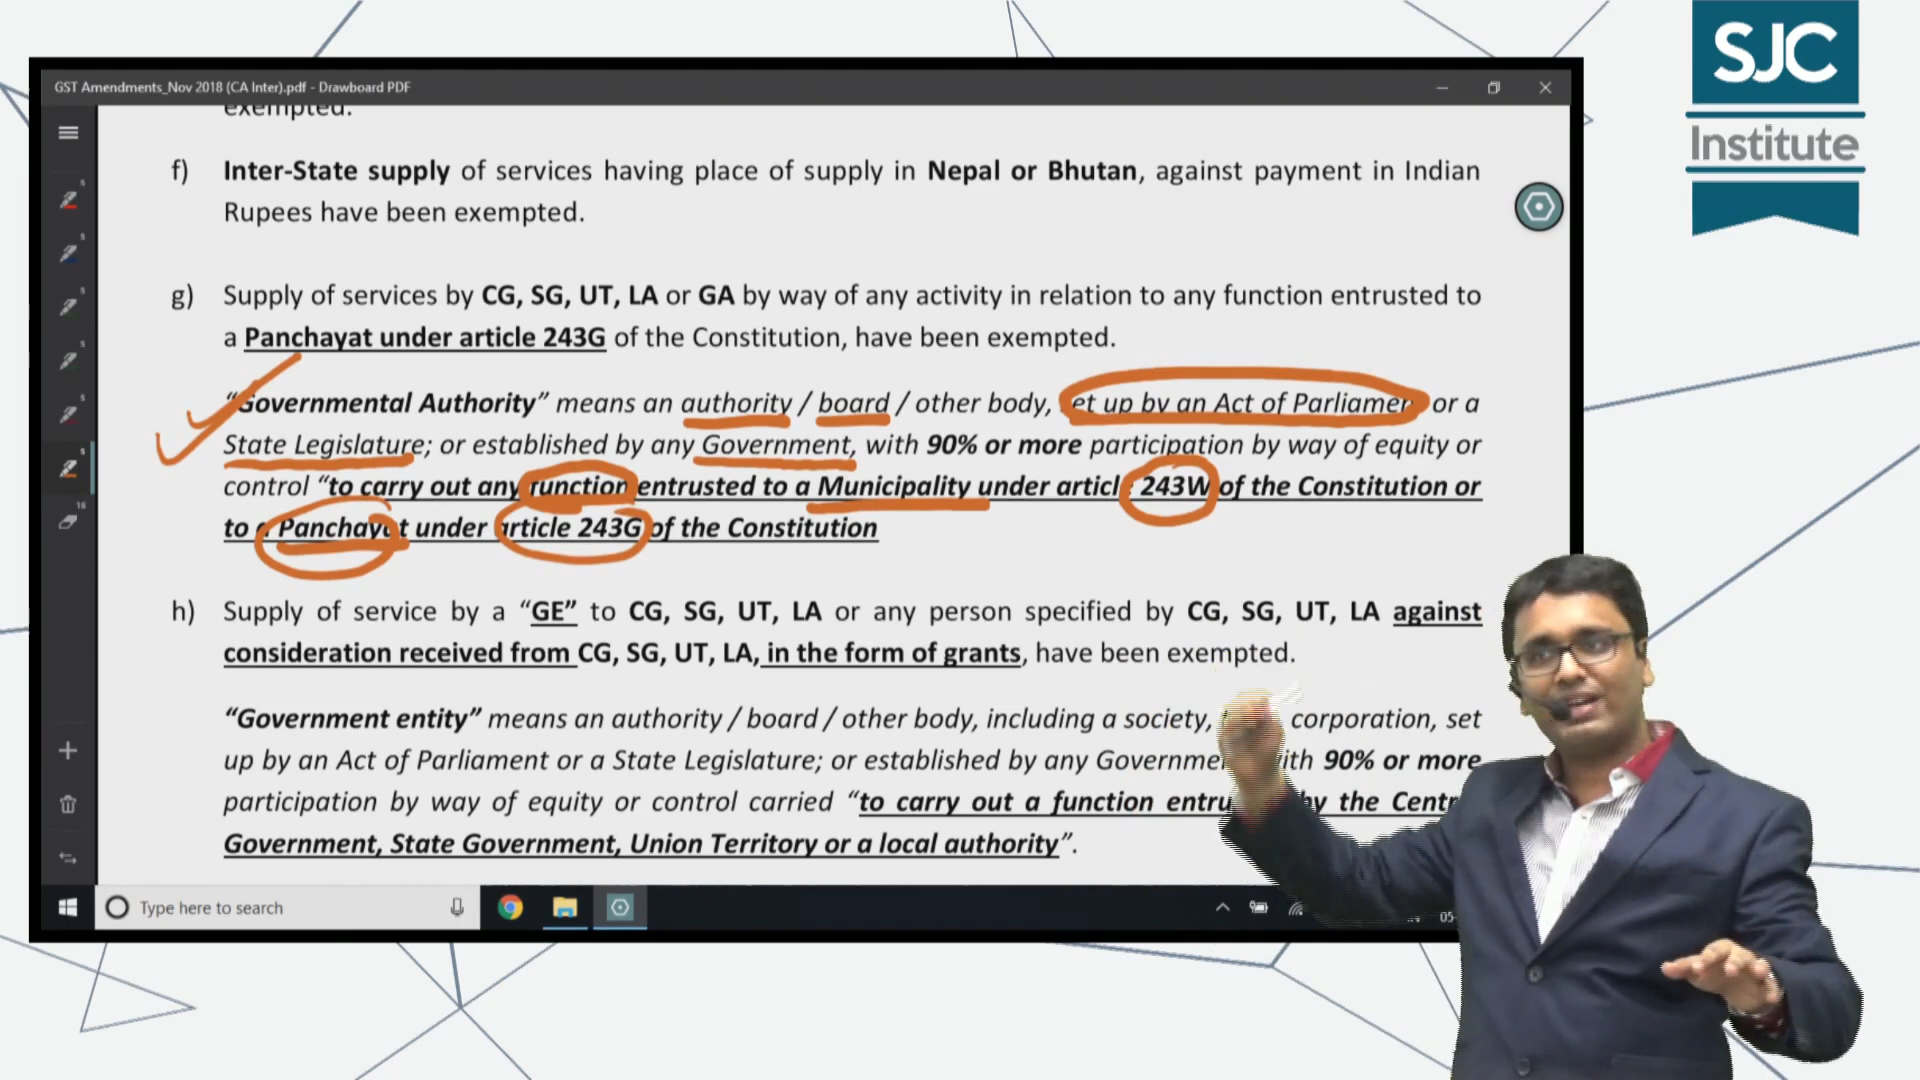 SJC
Institute
GST Amendments_Nov 2018 (CA Inter).pdf - Drawboard PDF
exempted.
f) Inter-State supply of services having place of supply in Nepal or Bhutan, against payment in Indian
Rupees have been exempted.
g) Supply of services by CG, SG, UT, LA or GA by way of any activity in relation to any function entrusted to
a Panchayat under article 243G of the Constitution, have been exempted.
"Governmental Authority" means an authority / board / other body, set up by an Act of Parliament or a
State Legislature; or established by any Government, with 90% or more participation by way of equity or
control "to carry out any function entrusted to a Municipality under article 243W of the Constitution or
to a Panchayat under article 243G of the Constitution
h) Supply of service by a "GE" to CG, SG, UT, LA or any person specified by CG, SG, UT, LA against
consideration received from CG, SG, UT, LA, in the form of grants, have been exempted.
"Government entity" means an authority / board / other body, including a society, corporation, set
up by an Act of Parliament or a State Legislature; or established by any Government 90% or more
participation by way of equity or control carried "to carry out a function by the Central
Government, State Government, Union Territory or a local authority".
Type here to search